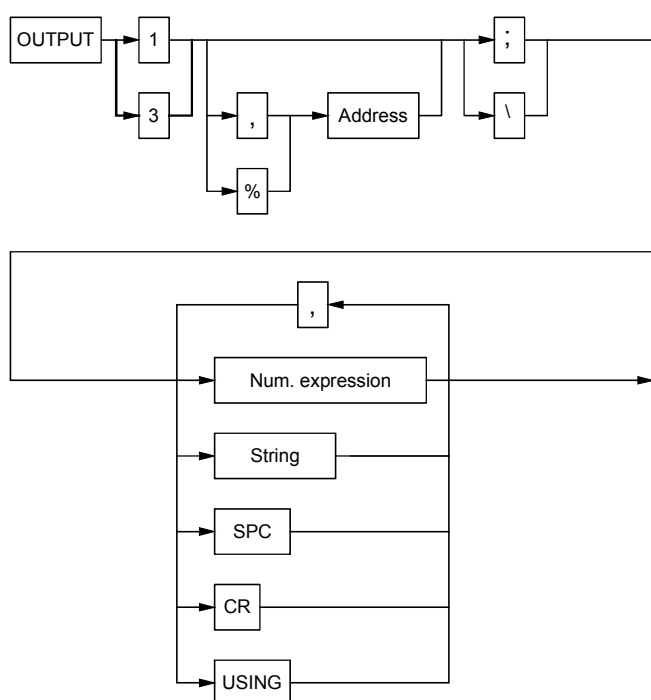 OUTPUT 1 ;
3 , Address \
%
,
Num. expression
String
SPC
CR
USING